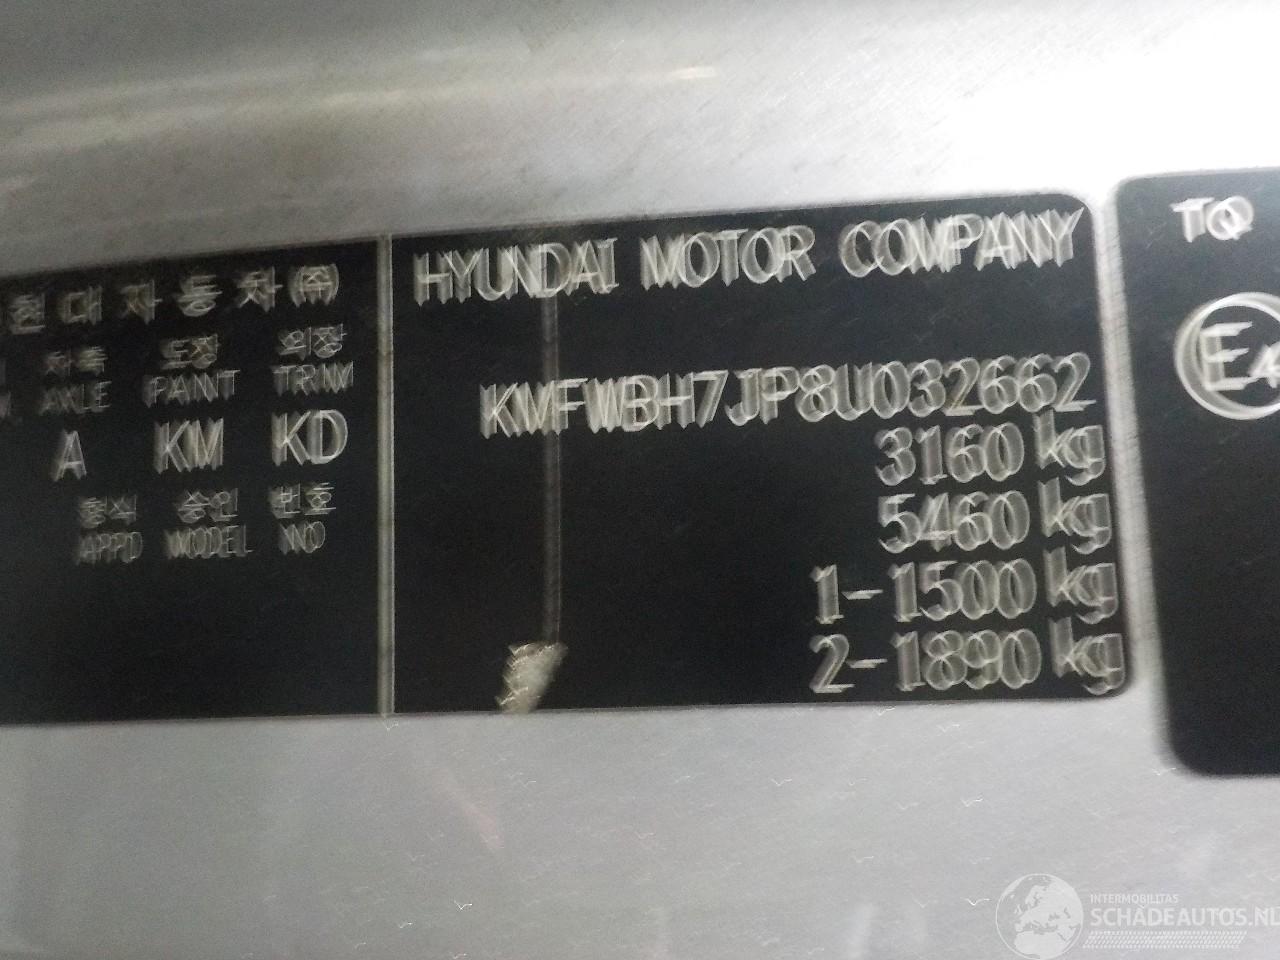 현대자동차(주)
차축 도장 의장
AXLE PAINT TRIM
A KM KD
형식 승인 번호
APPD MODEL NO
HYUNDAI MOTOR COMPANY
KMFWBH7JP8U032662
3160 kg
5460 kg
1-1500 kg
2-1890 kg
TQ
E4
INTERMOBILITAS
SCHADEAUTOS.NL